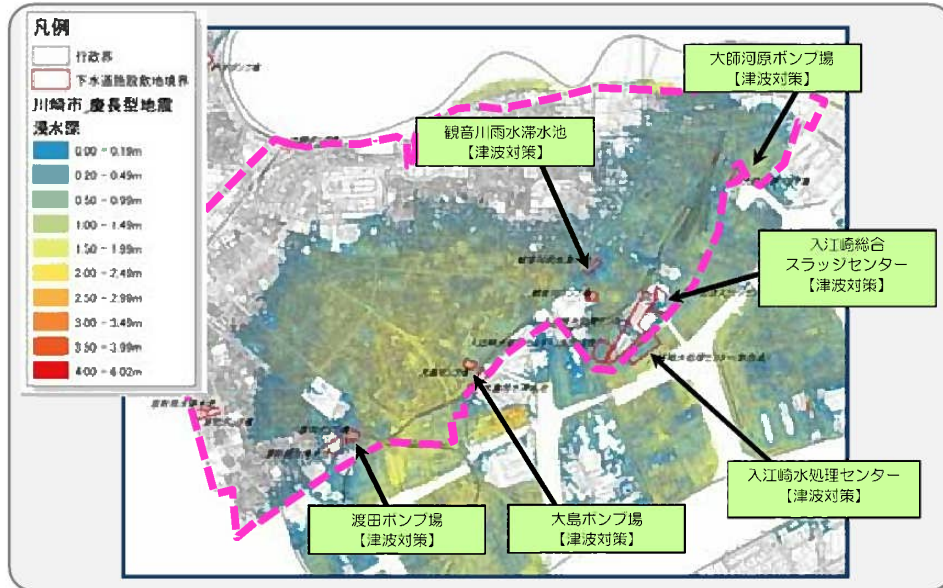 凡例
行政界
下水道施設敷地境界
川崎市 慶長型地震
浸水深
0.00 - 0.19m
0.20 - 0.49m
0.50 - 0.99m
1.00 - 1.49m
1.50 - 1.99m
2.00 - 2.49m
2.50 - 2.99m
3.00 - 3.49m
3.50 - 3.99m
4.00 - 6.02m
大師河原ポンプ場
【津波対策】
観音川雨水滞水池
【津波対策】
入江崎総合
スラッジセンター
【津波対策】
入江崎水処理センター
【津波対策】
渡田ポンプ場
【津波対策】
大島ポンプ場
【津波対策】